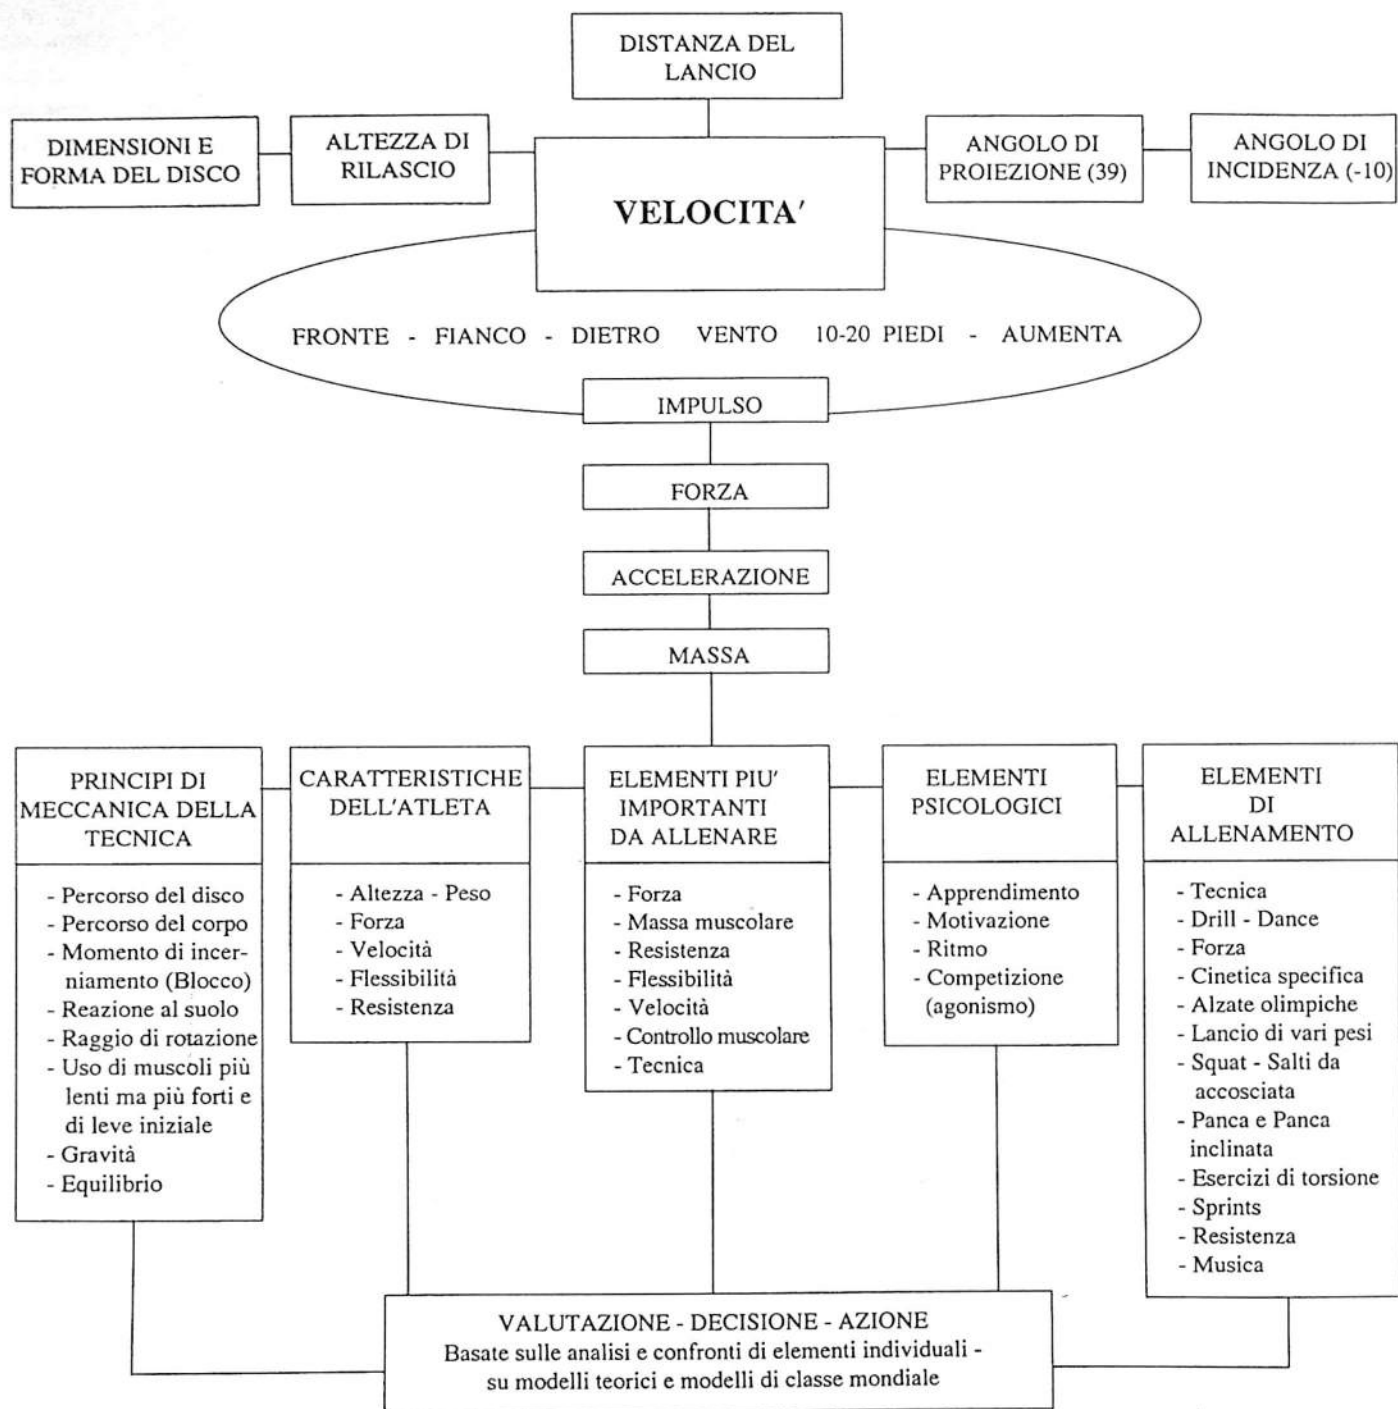 DISTANZA DEL
LANCIO
DIMENSIONI E
FORMA DEL DISCO
ALTEZZA DI
RILASCIO
VELOCITA'
ANGOLO DI
PROIEZIONE (39)
ANGOLO DI
INCIDENZA (-10)
FRONTE - FIANCO - DIETRO VENTO 10-20 PIEDI - AUMENTA
IMPULSO
FORZA
ACCELERAZIONE
MASSA
PRINCIPI DI
MECCANICA DELLA
TECNICA
- Percorso del disco
- Percorso del corpo
- Momento di incer-
niamento (Blocco)
- Reazione al suolo
- Raggio di rotazione
- Uso di muscoli più
lenti ma più forti e
di leve iniziale
- Gravità
- Equilibrio
CARATTERISTICHE
DELL'ATLETA
- Altezza - Peso
- Forza
- Velocità
- Flessibilità
- Resistenza
ELEMENTI PIU'
IMPORTANTI
DA ALLENARE
- Forza
- Massa muscolare
- Resistenza
- Flessibilità
- Velocità
- Controllo muscolare
- Tecnica
ELEMENTI
PSICOLOGICI
- Apprendimento
- Motivazione
- Ritmo
- Competizione
(agonismo)
ELEMENTI
DI
ALLENAMENTO
- Tecnica
- Drill - Dance
- Forza
- Cinetica specifica
- Alzate olimpiche
- Lancio di vari pesi
- Squat - Salti da
accosciata
- Panca e Panca
inclinata
- Esercizi di torsione
- Sprints
- Resistenza
- Musica
VALUTAZIONE - DECISIONE - AZIONE
Basate sulle analisi e confronti di elementi individuali -
su modelli teorici e modelli di classe mondiale